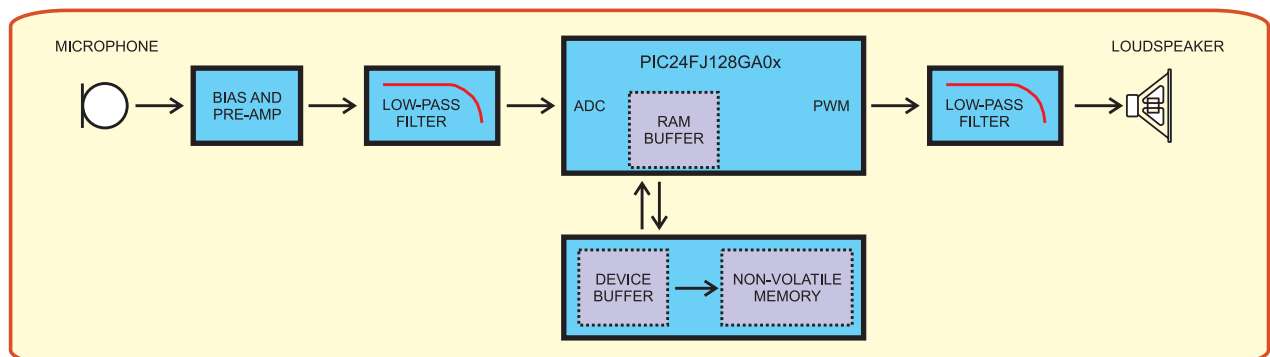 MICROPHONE
BIAS AND
PRE-AMP
LOW-PASS
FILTER
PIC24FJ128GA0x
ADC
RAM
BUFFER
PWM
LOW-PASS
FILTER
LOUDSPEAKER
DEVICE
BUFFER
NON-VOLATILE
MEMORY